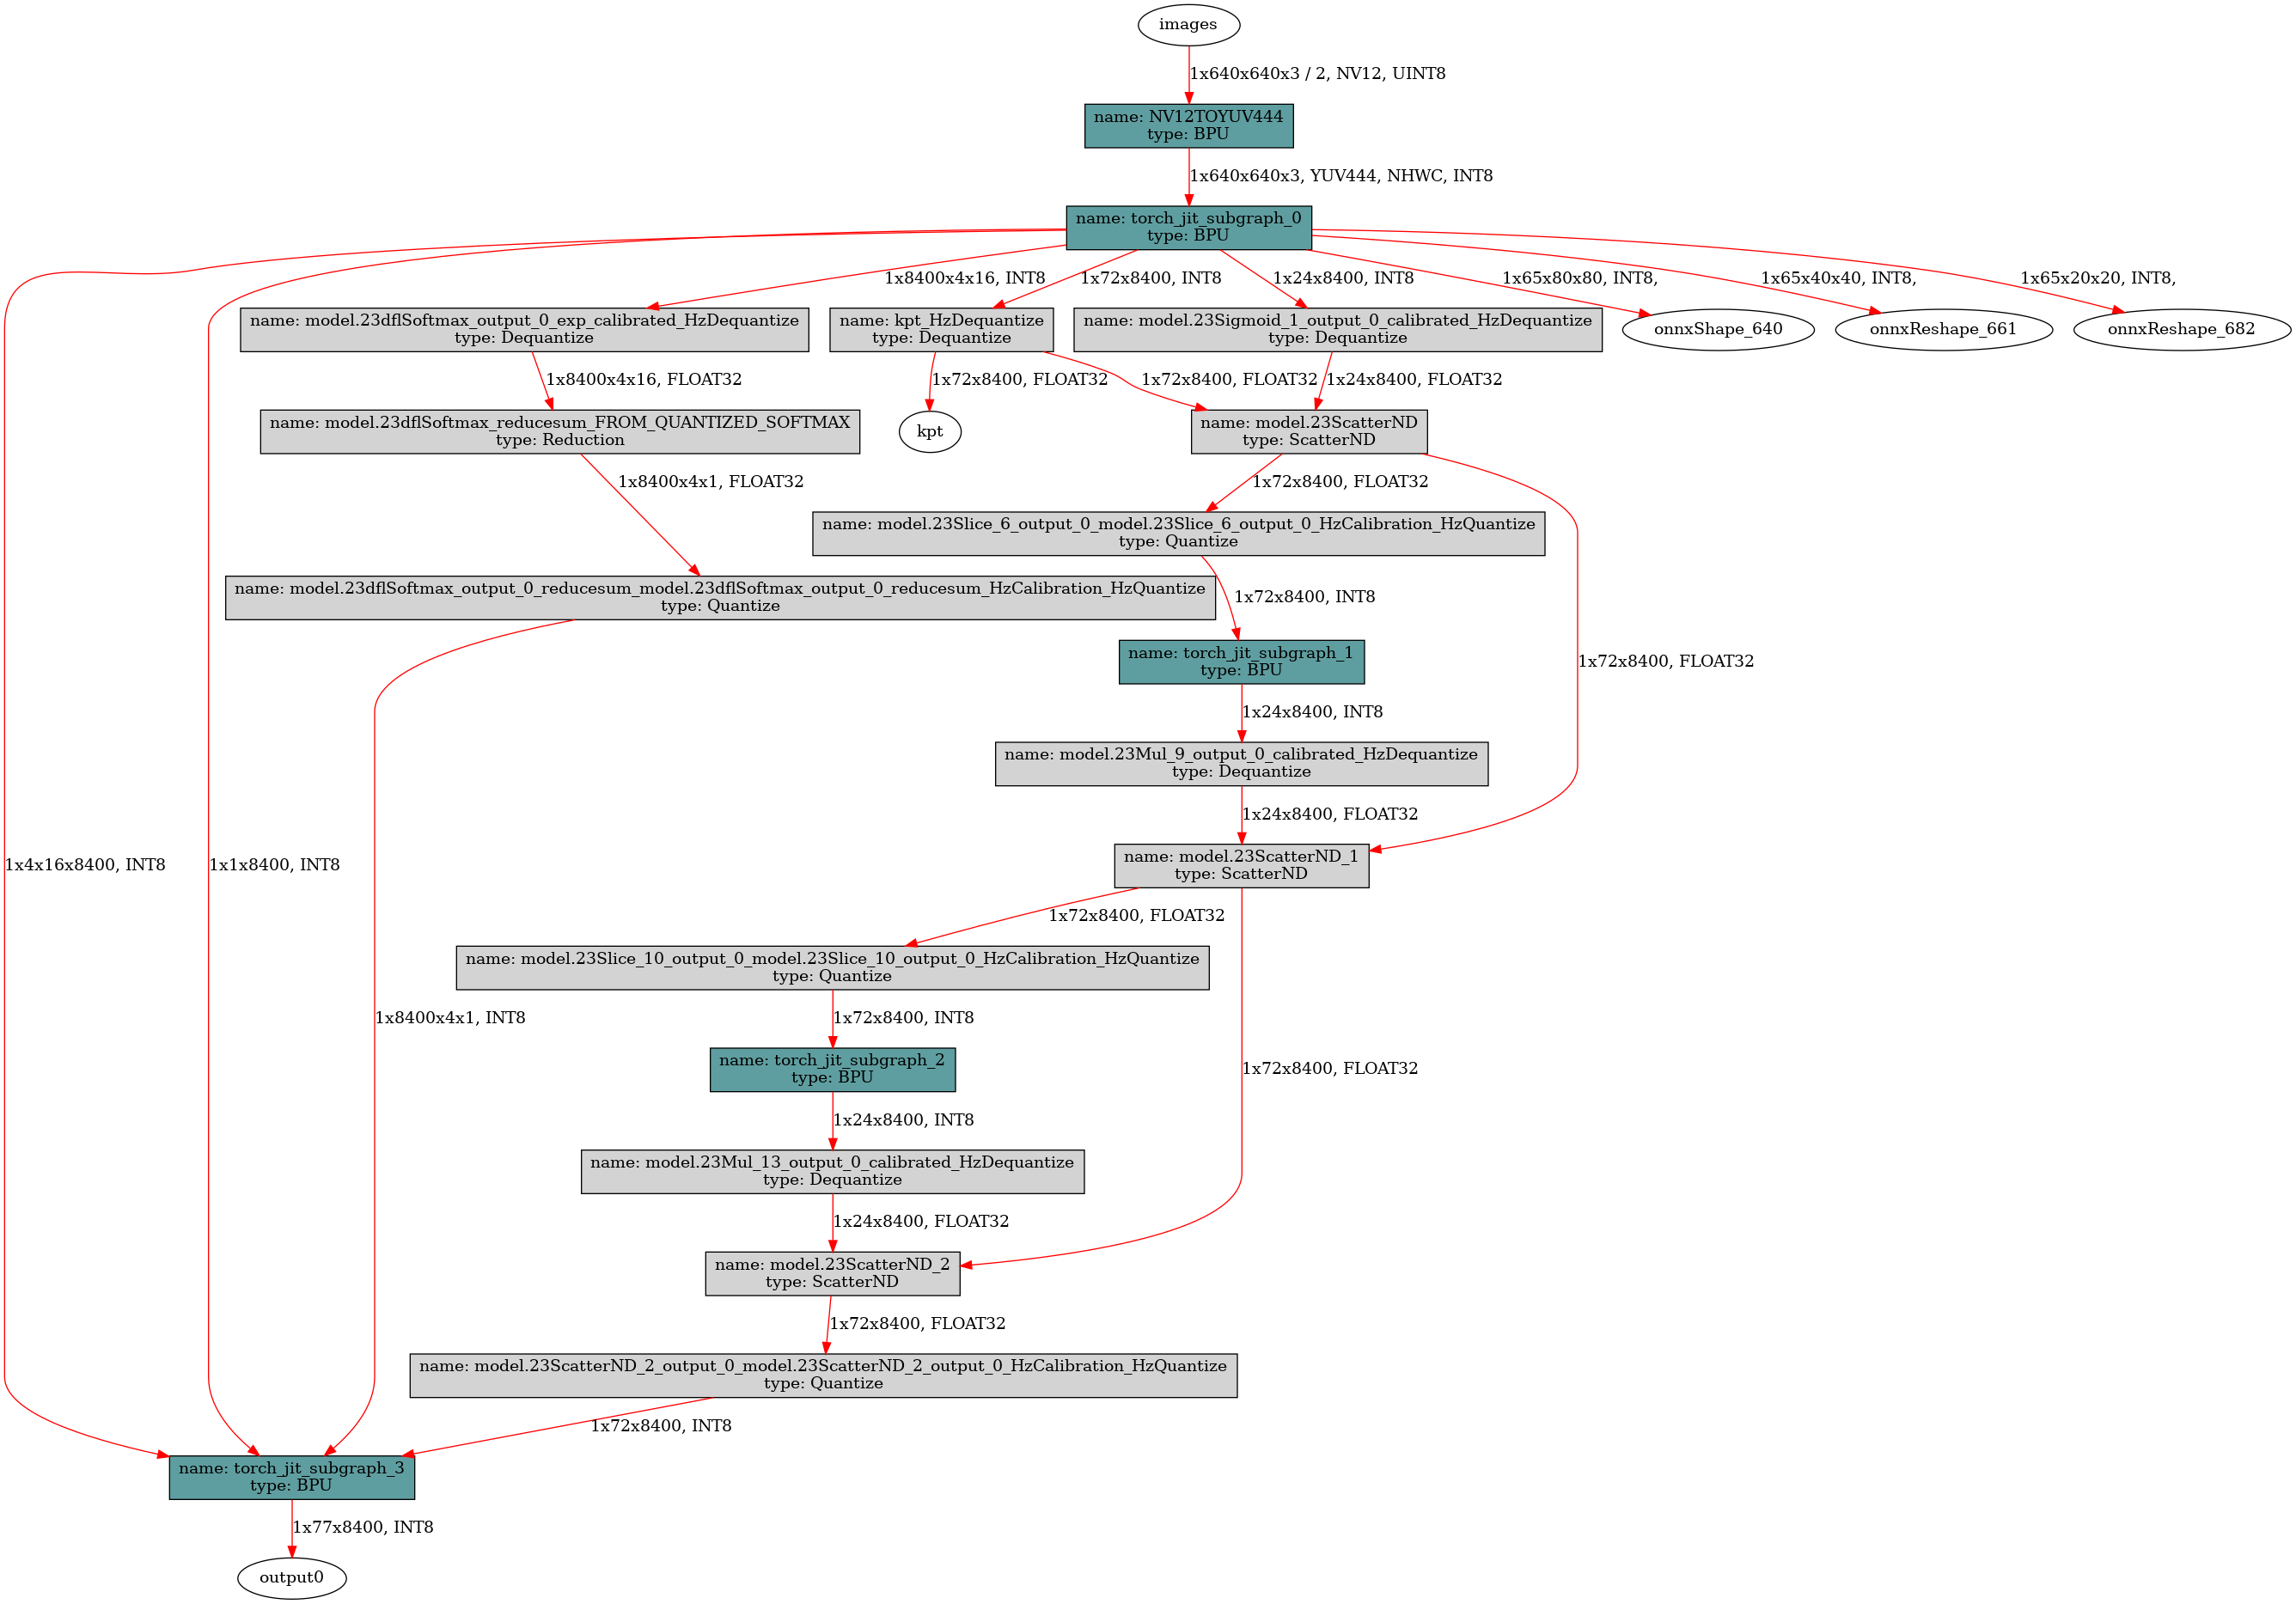 images
1x640x640x3 / 2, NV12, UINT8
name: NV12TOYUV444
type: BPU
1x640x640x3, YUV444, NHWC, INT8
name: torch_jit_subgraph_0
type: BPU
1x8400x4x16, INT8
1x72x8400, INT8
1x24x8400, INT8
1x65x80x80, INT8,
1x65x40x40, INT8,
1x65x20x20, INT8,
name: model.23dflSoftmax_output_0_exp_calibrated_HzDequantize
type: Dequantize
name: kpt_HzDequantize
type: Dequantize
name: model.23Sigmoid_1_output_0_calibrated_HzDequantize
type: Dequantize
onnxShape_640
onnxReshape_661
onnxReshape_682
1x8400x4x16, FLOAT32
1x72x8400, FLOAT32
1x72x8400, FLOAT32
1x24x8400, FLOAT32
name: model.23dflSoftmax_reducesum_FROM_QUANTIZED_SOFTMAX
type: Reduction
kpt
name: model.23ScatterND
type: ScatterND
1x8400x4x1, FLOAT32
1x72x8400, FLOAT32
name: model.23Slice_6_output_0_model.23Slice_6_output_0_HzCalibration_HzQuantize
type: Quantize
name: model.23dflSoftmax_output_0_reducesum_model.23dflSoftmax_output_0_reducesum_HzCalibration_HzQuantize
type: Quantize
1x72x8400, INT8
name: torch_jit_subgraph_1
type: BPU
1x72x8400, FLOAT32
1x24x8400, INT8
name: model.23Mul_9_output_0_calibrated_HzDequantize
type: Dequantize
1x24x8400, FLOAT32
1x4x16x8400, INT8
1x1x8400, INT8
name: model.23ScatterND_1
type: ScatterND
1x72x8400, FLOAT32
name: model.23Slice_10_output_0_model.23Slice_10_output_0_HzCalibration_HzQuantize
type: Quantize
1x8400x4x1, INT8
1x72x8400, INT8
name: torch_jit_subgraph_2
type: BPU
1x72x8400, FLOAT32
1x24x8400, INT8
name: model.23Mul_13_output_0_calibrated_HzDequantize
type: Dequantize
1x24x8400, FLOAT32
name: model.23ScatterND_2
type: ScatterND
1x72x8400, FLOAT32
name: model.23ScatterND_2_output_0_model.23ScatterND_2_output_0_HzCalibration_HzQuantize
type: Quantize
1x72x8400, INT8
name: torch_jit_subgraph_3
type: BPU
1x77x8400, INT8
output0